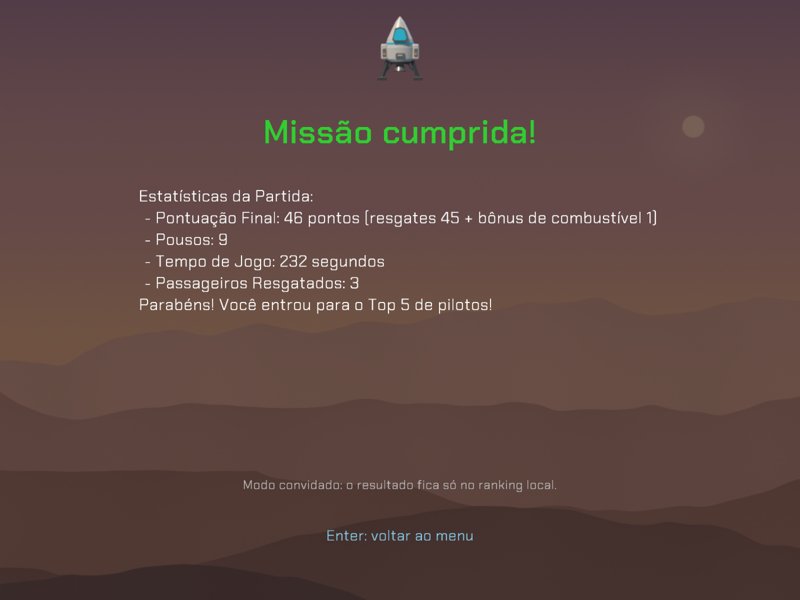 Missão cumprida!
Estatísticas da Partida:
- Pontuação Final: 46 pontos (resgates 45 + bônus de combustível 1)
- Pousos: 9
- Tempo de Jogo: 232 segundos
- Passageiros Resgatados: 3
Parabéns! Você entrou para o Top 5 de pilotos!
Modo convidado: o resultado fica só no ranking local.
Enter: voltar ao menu